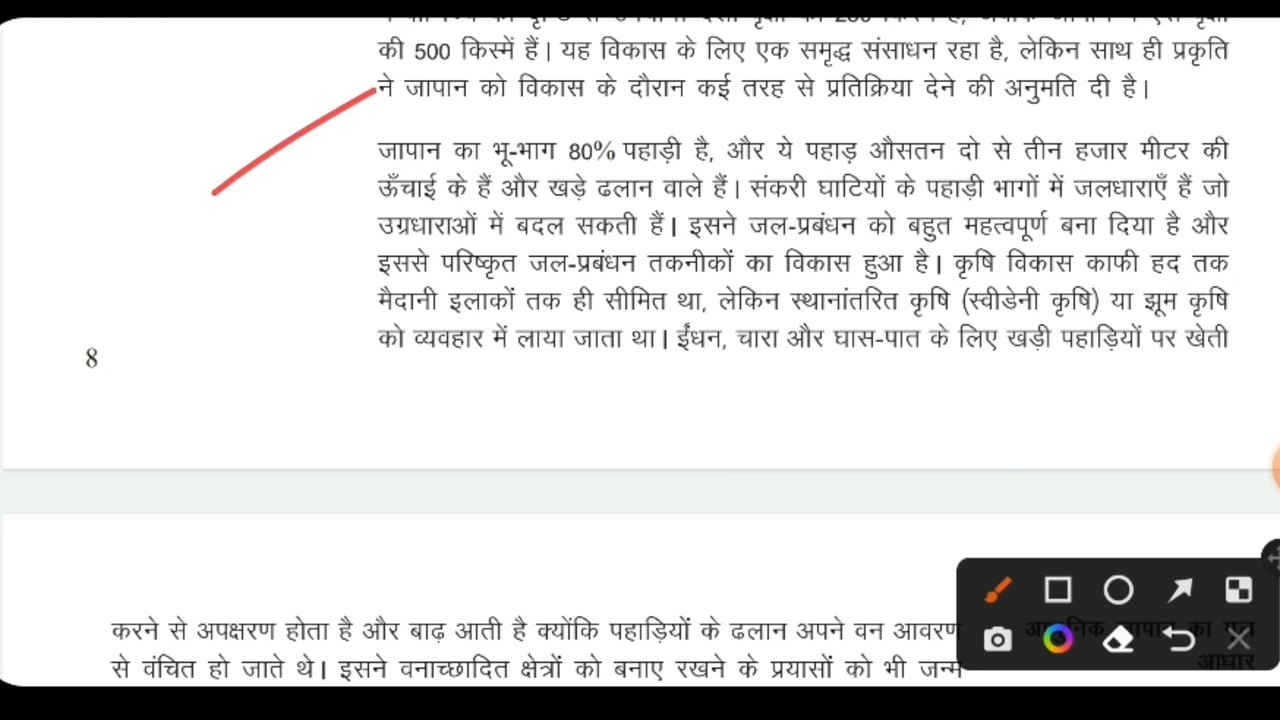 की 500 किस्में हैं। यह विकास के लिए एक समृद्ध संसाधन रहा है, लेकिन साथ ही प्रकृति
ने जापान को विकास के दौरान कई तरह से प्रतिक्रिया देने की अनुमति दी है।
जापान का भू-भाग 80% पहाड़ी है, और ये पहाड़ औसतन दो से तीन हजार मीटर की
ऊँचाई के हैं और खड़े ढलान वाले हैं। संकरी घाटियों के पहाड़ी भागों में जलधाराएँ हैं जो
उग्रधाराओं में बदल सकती हैं। इसने जल-प्रबंधन को बहुत महत्वपूर्ण बना दिया है और
इससे परिष्कृत जल-प्रबंधन तकनीकों का विकास हुआ है। कृषि विकास काफी हद तक
मैदानी इलाकों तक ही सीमित था, लेकिन स्थानांतरित कृषि (स्वीडेनी कृषि) या झूम कृषि
को व्यवहार में लाया जाता था। ईंधन, चारा और घास-पात के लिए खड़ी पहाड़ियों पर खेती
8
करने से अपक्षरण होता है और बाढ़ आती है क्योंकि पहाड़ियों के ढलान अपने वन आवरण
से वंचित हो जाते थे। इसने वनाच्छादित क्षेत्रों को बनाए रखने के प्रयासों को भी जन्म
जापान का
आधार